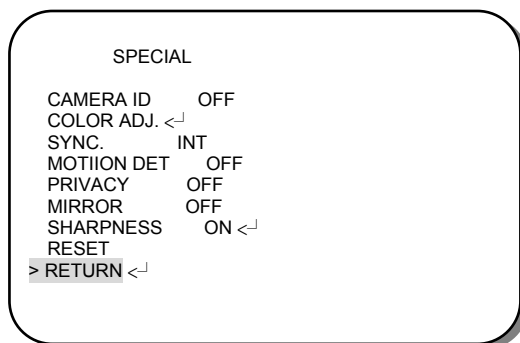 SPECIAL
CAMERA ID OFF
COLOR ADJ. <┘
SYNC. INT
MOTIION DET OFF
PRIVACY OFF
MIRROR OFF
SHARPNESS ON <┘
RESET
> RETURN <┘